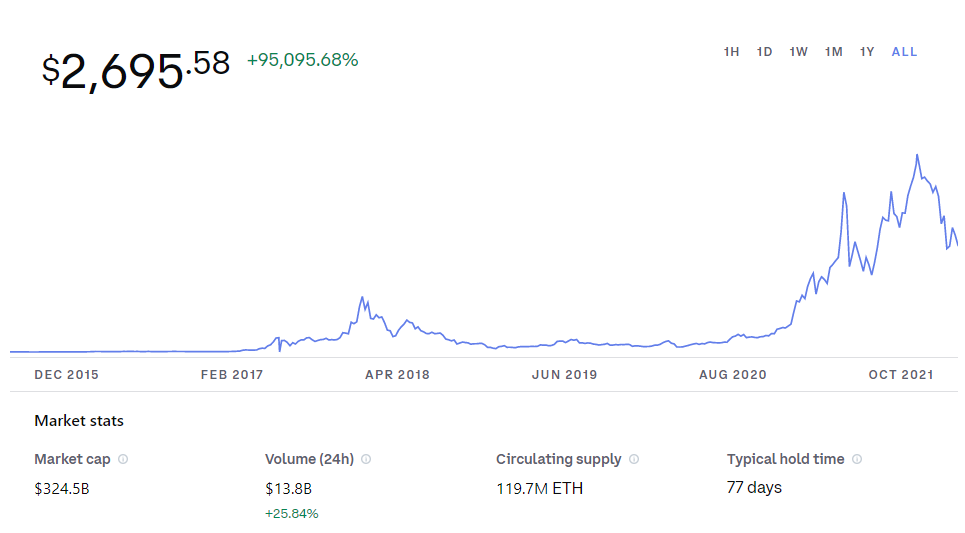 $2,695.58 +95,095.68% 1H 1D 1W 1M 1Y ALL
DEC 2015 FEB 2017 APR 2018 JUN 2019 AUG 2020 OCT 2021
Market stats
Market cap Volume (24h) Circulating supply Typical hold time
$324.5B $13.8B 119.7M ETH 77 days
+25.84%